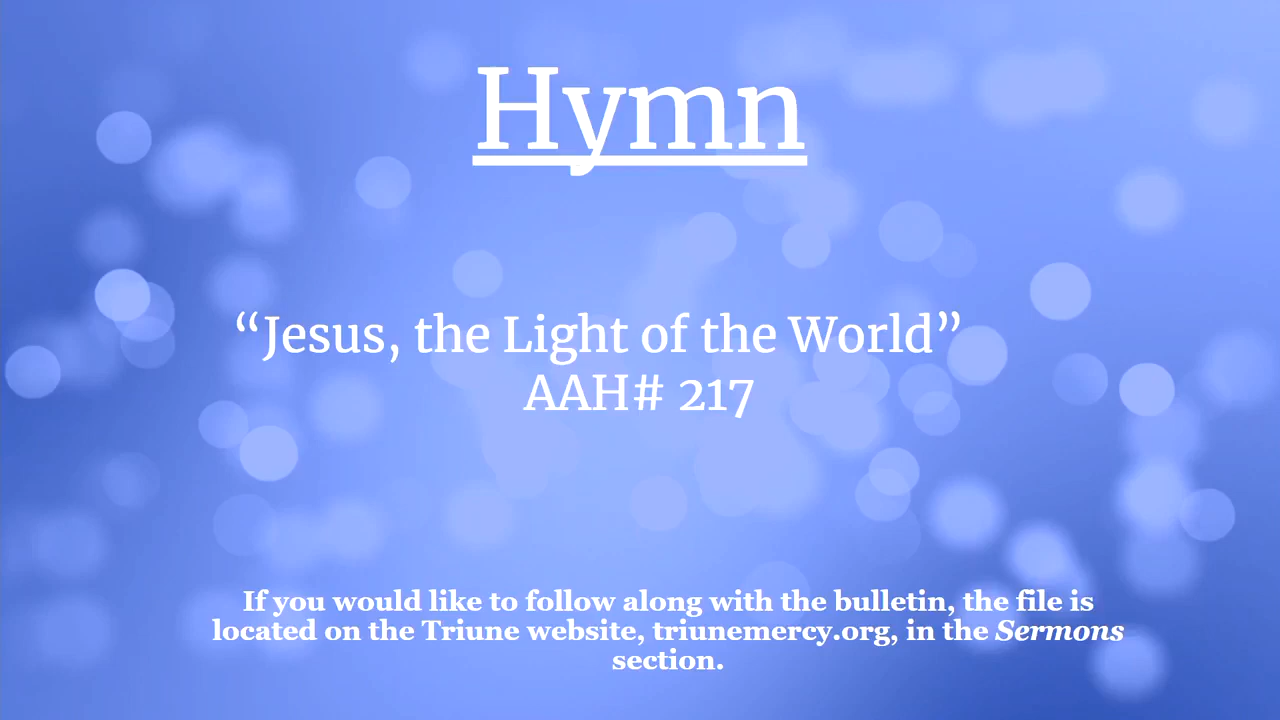 Hymn
“Jesus, the Light of the World”
AAH# 217
If you would like to follow along with the bulletin, the file is
located on the Triune website, triunemercy.org, in the Sermons
section.